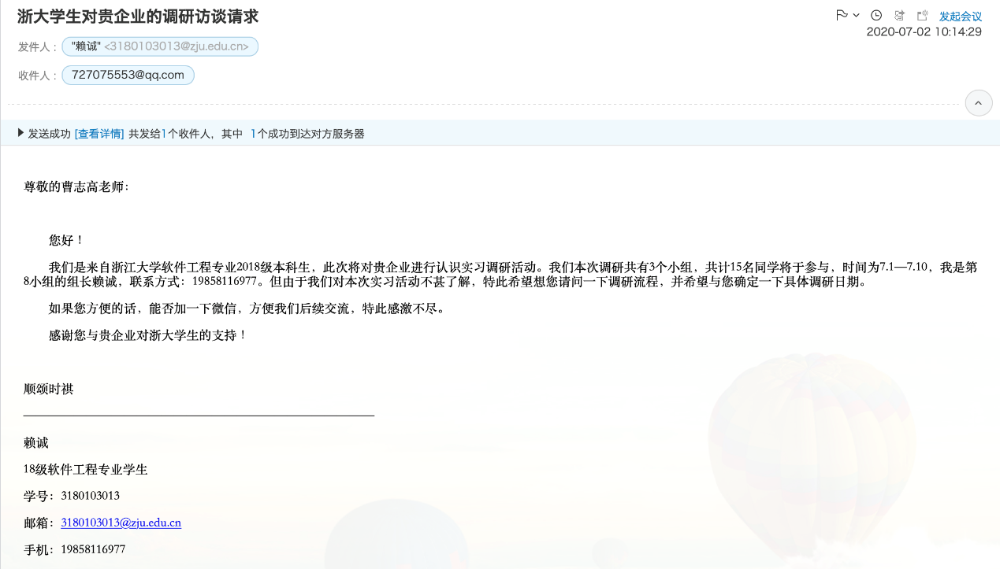 浙大学生对贵企业的调研访谈请求
发起会议
2020-07-02 10:14:29
发件人： "赖诚" <3180103013@zju.edu.cn>
收件人： 727075553@qq.com
发送成功 [查看详情] 共发给1个收件人，其中 1个成功到达对方服务器
尊敬的曹志高老师：
您好！
我们是来自浙江大学软件工程专业2018级本科生，此次将对贵企业进行认识实习调研活动。我们本次调研共有3个小组，共计15名同学将于参与，时间为7.1—7.10，我是第
8小组的组长赖诚，联系方式：19858116977。但由于我们对本次实习活动不甚了解，特此希望想您请问一下调研流程，并希望与您确定一下具体调研日期。
如果您方便的话，能否加一下微信，方便我们后续交流，特此感激不尽。
感谢您与贵企业对浙大学生的支持！
顺颂时祺
赖诚
18级软件工程专业学生
学号：3180103013
邮箱：3180103013@zju.edu.cn
手机：19858116977